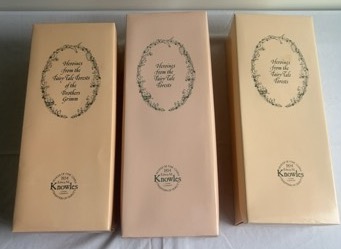 Heroines
from the
Fairy Tale Forests
of the
Brothers
Grimm
Knowles
Heroines
from the
Fairy Tale
Forests
Knowles
Heroines
from the
Fairy Tale
Forests
Knowles